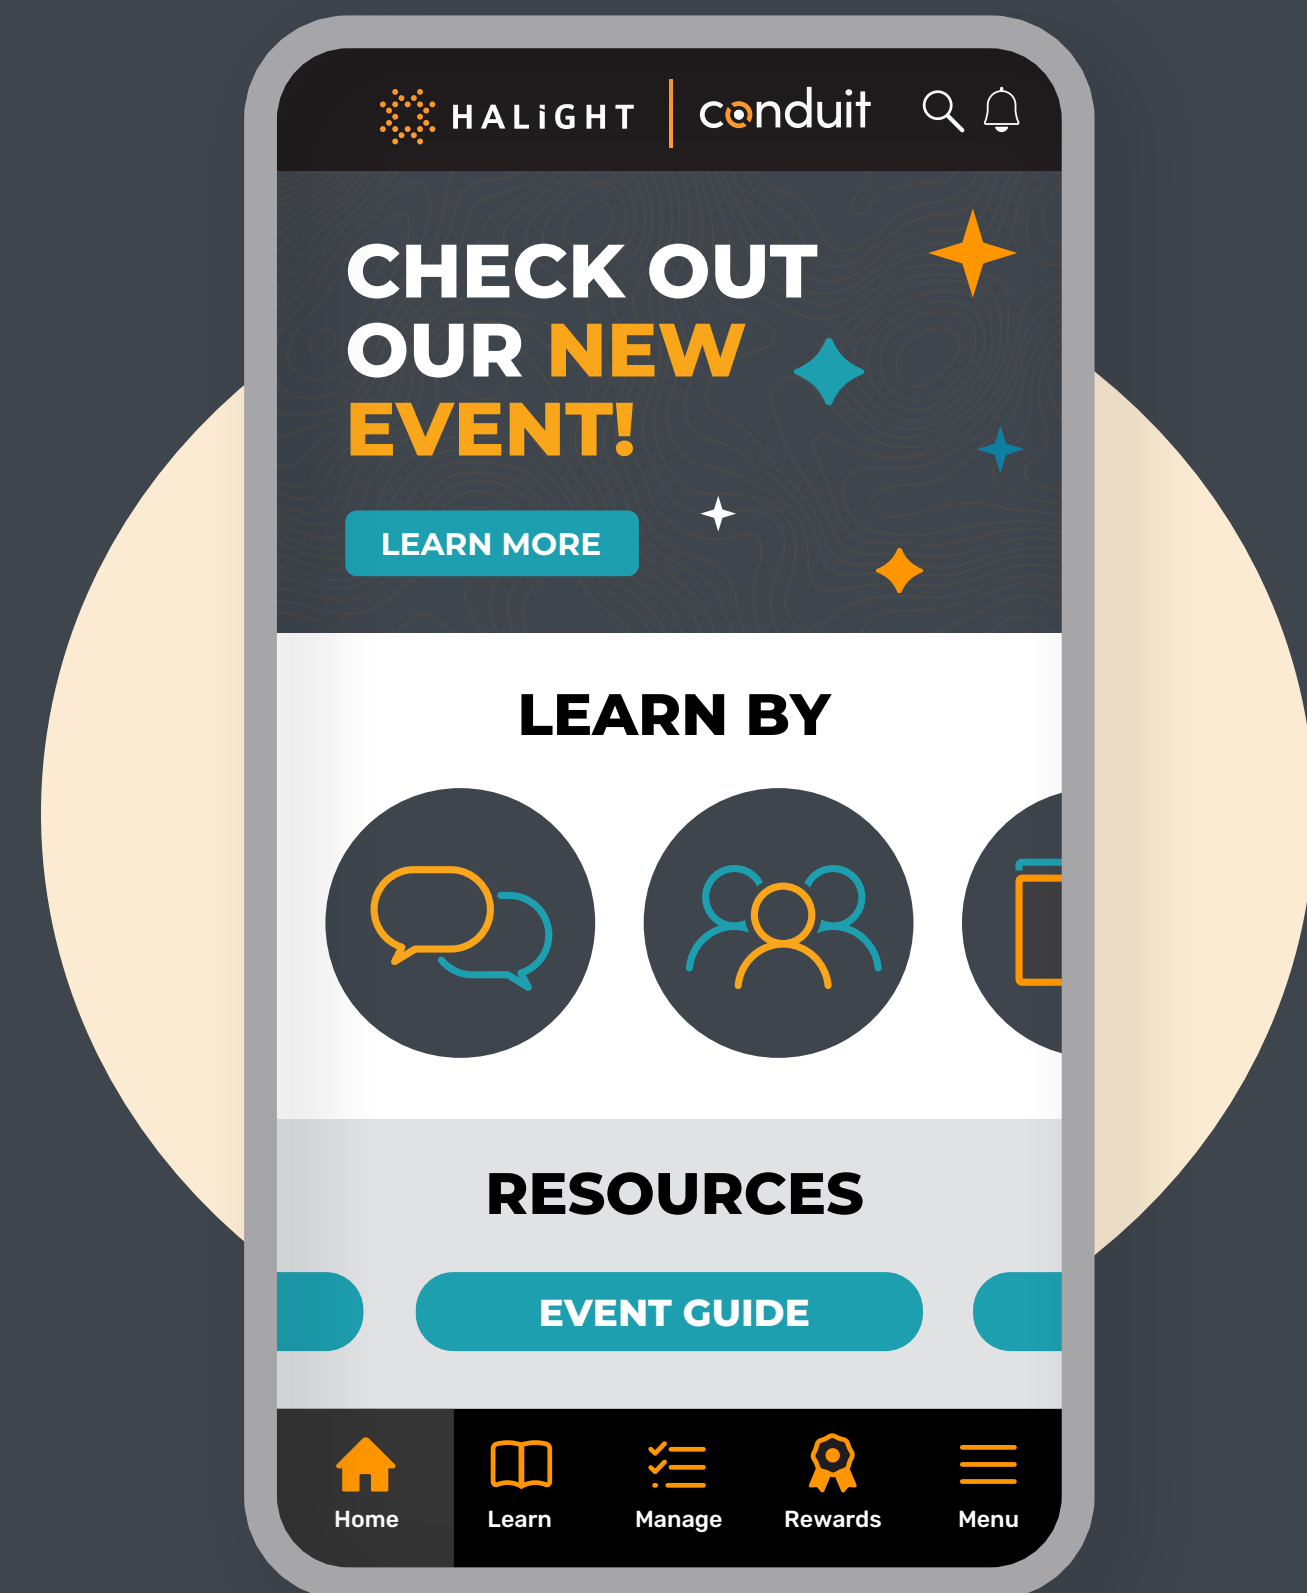 HALiGHT | conduit
CHECK OUT
OUR NEW
EVENT!
LEARN MORE
LEARN BY
RESOURCES
EVENT GUIDE
Home Learn Manage Rewards Menu